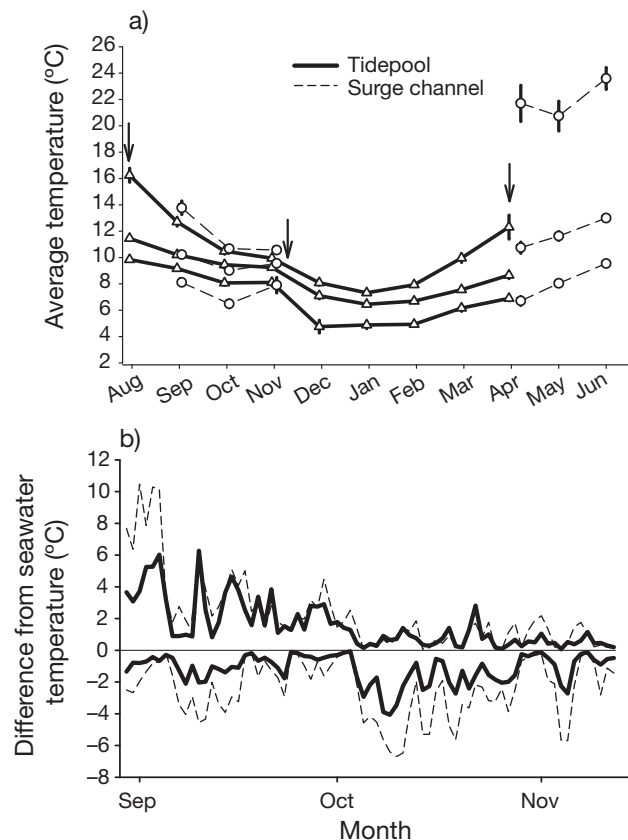 a)
26
24
22
20
18
16
14
12
10
8
6
4
2
Average temperature (°C)
Tidepool
Surge channel
Aug Sep Oct Nov Dec Jan Feb Mar Apr May Jun
b)
12
10
8
6
4
2
0
−2
−4
−6
−8
Difference from seawater
temperature (°C)
Sep Oct Nov
Month